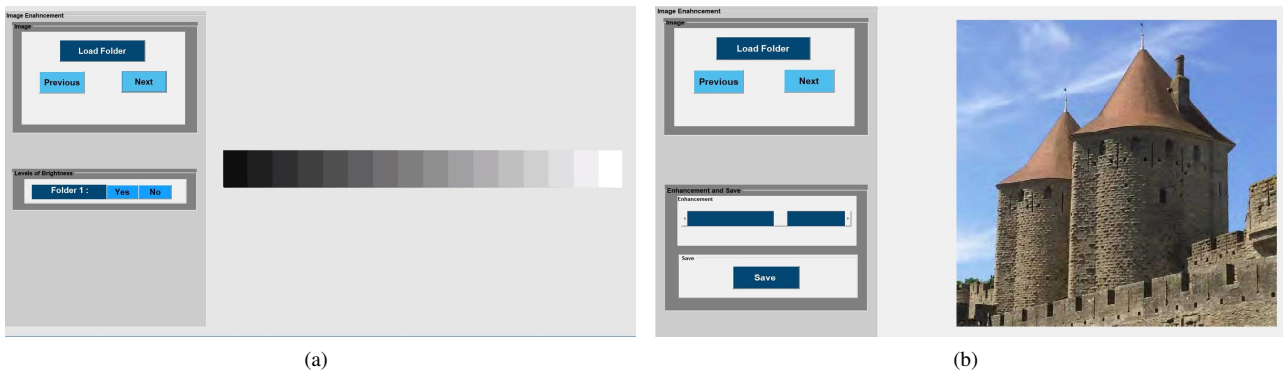 Image Enahncement
Image
Load Folder
Previous Next
Levels of Brightness
Folder 1 : Yes No
(a)
Image Enahncement
Image
Load Folder
Previous Next
Enhancement and Save
Enhancement
Save
Save
(b)